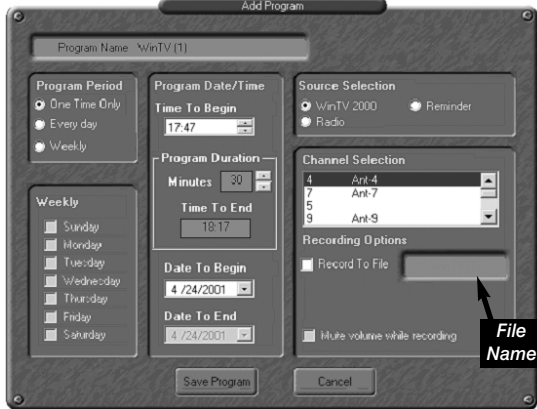 Add Program
Program Name WinTV (1)
Program Period
One Time Only
Every day
Weekly
Weekly
Sunday
Monday
Tuesday
Wednesday
Thursday
Friday
Saturday
Program Date/Time
Time To Begin
17:47
Program Duration
Minutes 30
Time To End
18:17
Date To Begin
4 /24/2001
Date To End
4 /24/2001
Source Selection
WinTV 2000 Reminder
Radio
Channel Selection
4 Ant-4
7 Ant-7
5
9 Ant-9
Recording Options
Record To File
Mute volume while recording
File
Name
Save Program Cancel